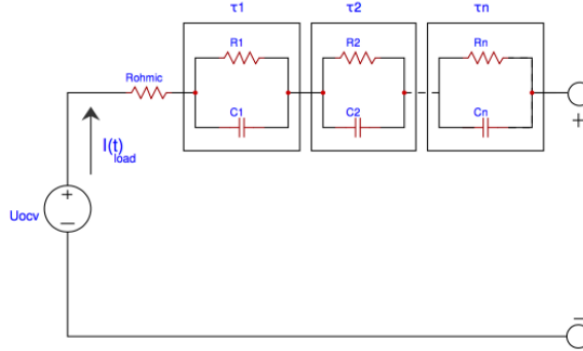 τ1 τ2 τn
R1 R2 Rn
Rohmic
C1 C2 Cn
+
I(t)load
+
Uocv
−
−